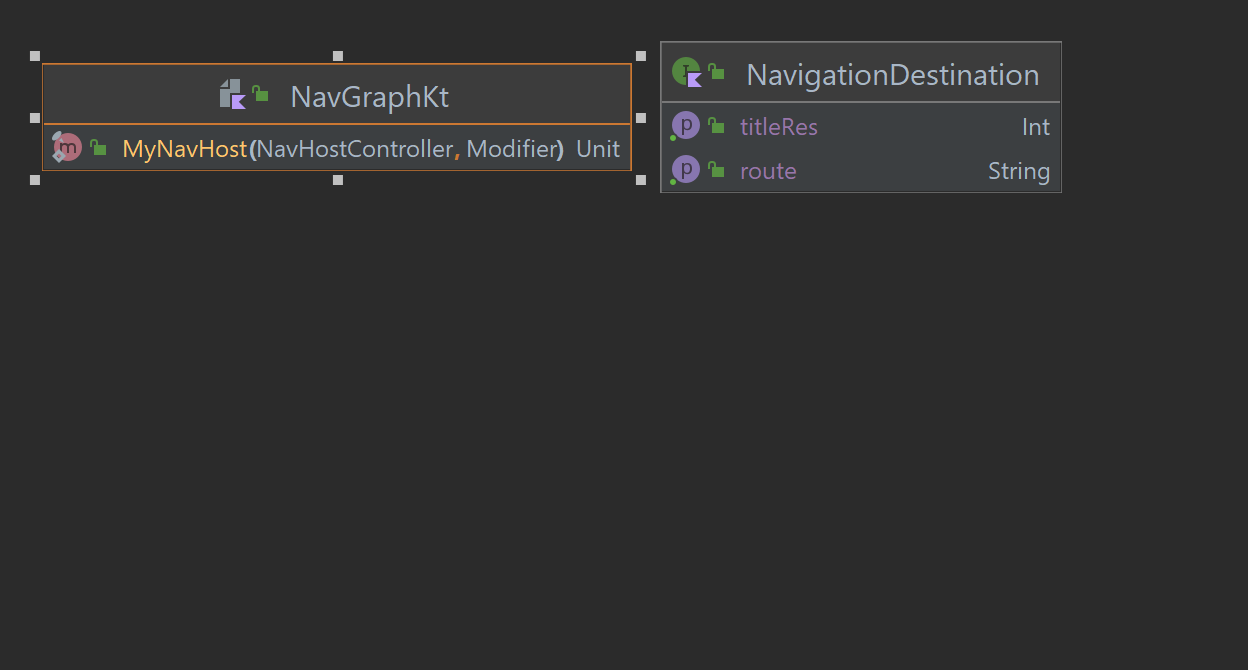 NavGraphKt
m MyNavHost(NavHostController, Modifier) Unit
I NavigationDestination
p titleRes Int
p route String